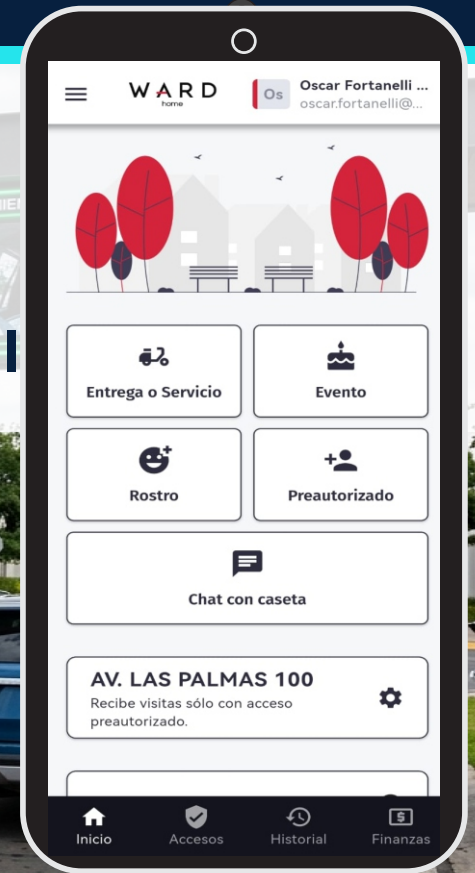 WARD
home
Os
Oscar Fortanelli ...
oscar.fortanelli@...
Entrega o Servicio
Evento
Rostro
Preautorizado
Chat con caseta
AV. LAS PALMAS 100
Recibe visitas sólo con acceso
preautorizado.
Inicio
Accesos
Historial
Finanzas